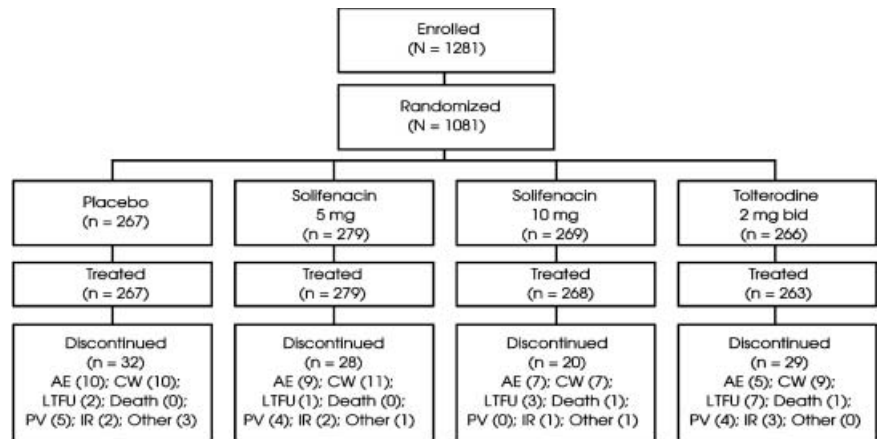 Enrolled
(N = 1281)
Randomized
(N = 1081)
Placebo
(n = 267)
Solifenacin
5 mg
(n = 279)
Solifenacin
10 mg
(n = 269)
Tolterodine
2 mg bid
(n = 266)
Treated
(n = 267)
Treated
(n = 279)
Treated
(n = 268)
Treated
(n = 263)
Discontinued
(n = 32)
AE (10); CW (10);
LTFU (2); Death (0);
PV (5); IR (2); Other (3)
Discontinued
(n = 28)
AE (9); CW (11);
LTFU (1); Death (0);
PV (4); IR (2); Other (1)
Discontinued
(n = 20)
AE (7); CW (7);
LTFU (3); Death (1);
PV (0); IR (1); Other (1)
Discontinued
(n = 29)
AE (5); CW (9);
LTFU (7); Death (1);
PV (4); IR (3); Other (0)